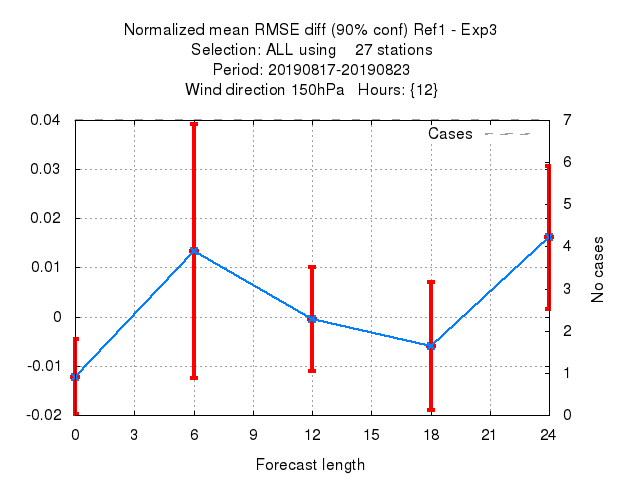 Normalized mean RMSE diff (90% conf) Ref1 - Exp3
Selection: ALL using    27 stations
Period: 20190817-20190823
Wind direction 150hPa   Hours: {12}
Cases
0.04
0.03
0.02
0.01
0
-0.01
-0.02
7
6
5
4
3
2
1
0
No cases
0 3 6 9 12 15 18 21 24
Forecast length